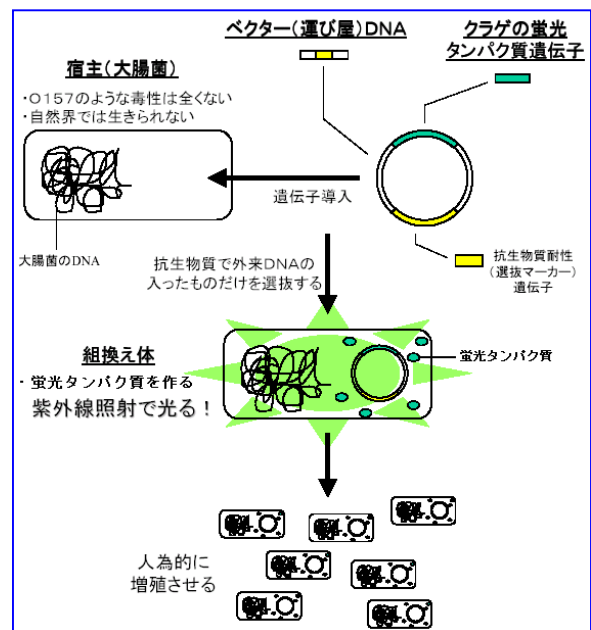 ベクター(運び屋)DNA
クラゲの蛍光
タンパク質遺伝子
宿主(大腸菌)
・O157のような毒性は全くない
・自然界では生きられない
遺伝子導入
大腸菌のDNA
抗生物質耐性
(選抜マーカー)
遺伝子
抗生物質で外来DNAの
入ったものだけを選抜する
組換え体
・蛍光タンパク質を作る
紫外線照射で光る!
蛍光タンパク質
人為的に
増殖させる